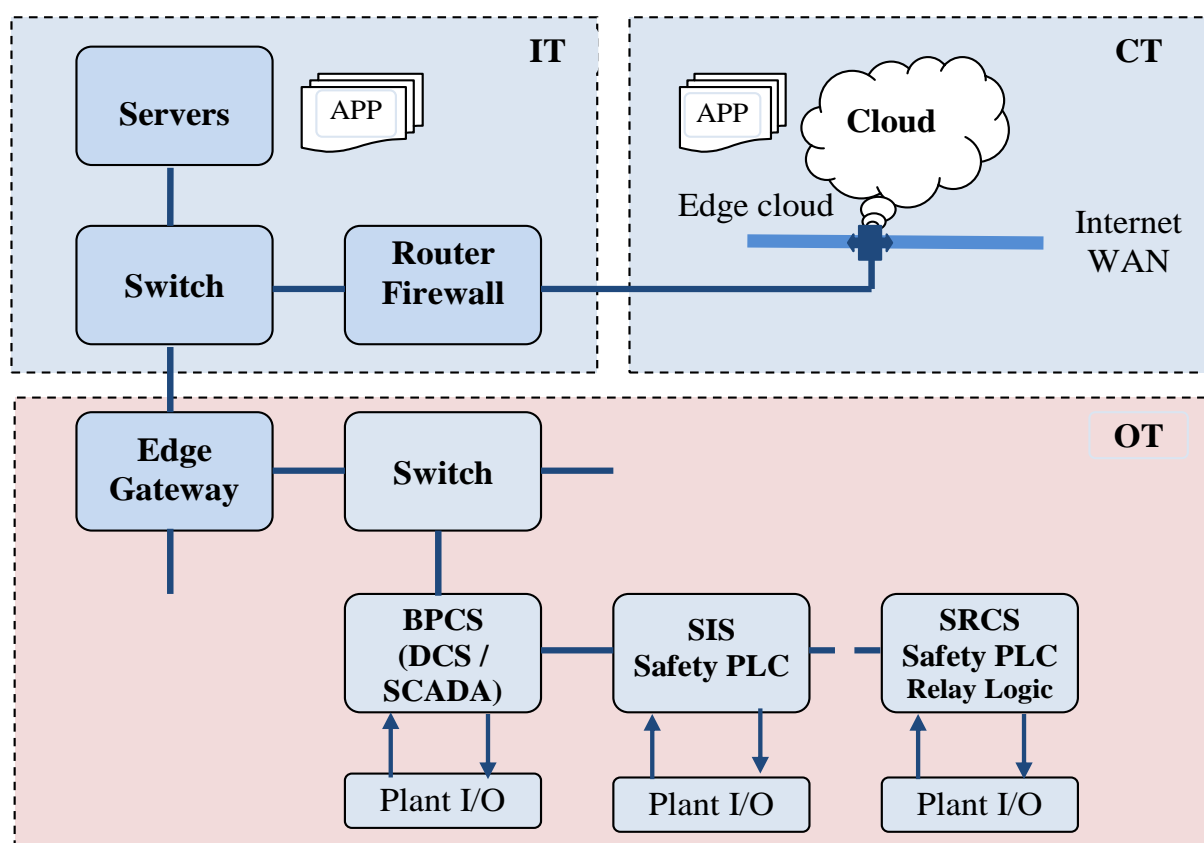 IT
Servers
APP
Switch
Router
Firewall
CT
APP
Cloud
Edge cloud
Internet
WAN
OT
Edge
Gateway
Switch
BPCS
(DCS /
SCADA)
SIS
Safety PLC
SRCS
Safety PLC
Relay Logic
Plant I/O
Plant I/O
Plant I/O